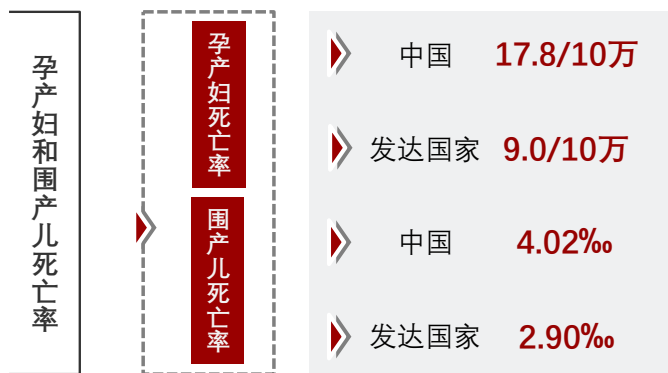 孕产妇和围产儿死亡率
孕产妇死亡率
围产儿死亡率
中国 17.8/10万
发达国家 9.0/10万
中国 4.02‰
发达国家 2.90‰